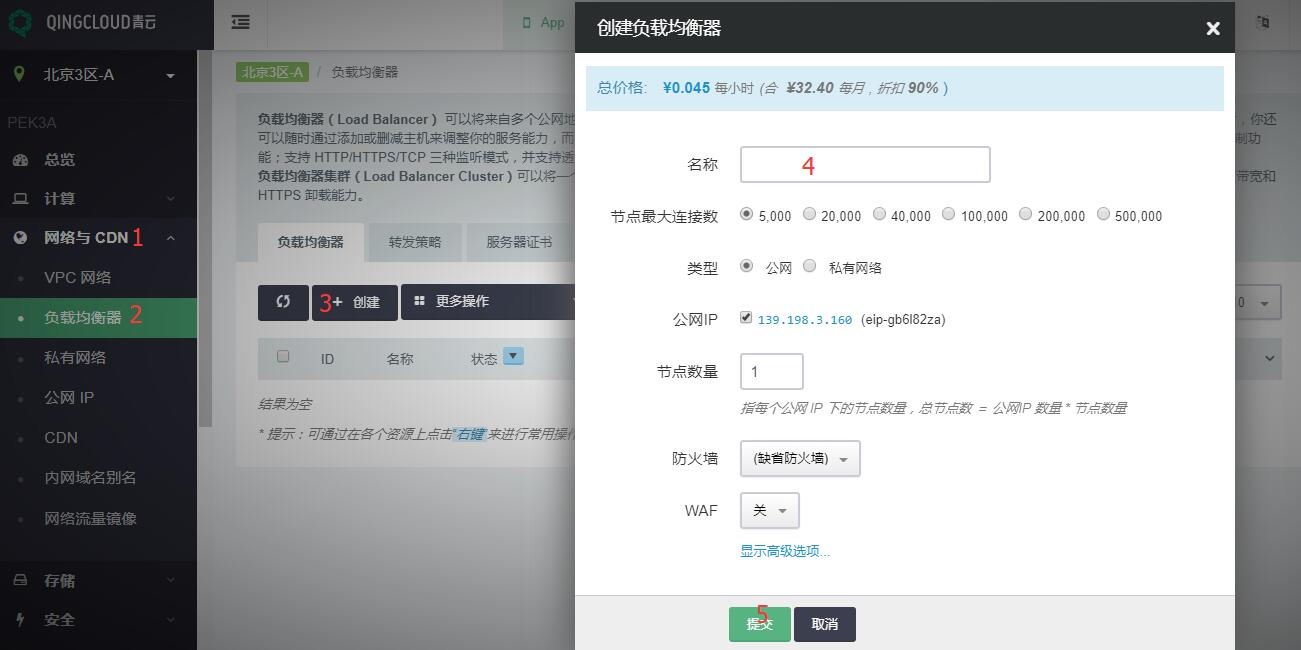 QINGCLOUD青云
App
创建负载均衡器
北京3区-A
北京3区-A / 负载均衡器
总价格: ¥0.045 每小时 (合 ¥32.40 每月，折扣 90% )
PEK3A
总览
计算
网络与 CDN 1
VPC 网络
负载均衡器 2
私有网络
公网 IP
CDN
内网域名别名
网络流量镜像
存储
安全
负载均衡器（Load Balancer）可以将来自多个公网地
，你还
可以随时通过添加或删减主机来调整你的服务能力，而
制功
能；支持 HTTP/HTTPS/TCP 三种监听模式，并支持透
负载均衡器集群（Load Balancer Cluster）可以将一个
带宽和
HTTPS 卸载能力。
负载均衡器 转发策略 服务器证书
3+ 创建 更多操作
0
ID 名称 状态
结果为空
* 提示：可通过在各个资源上点击“右键”来进行常用操作
名称 4
节点最大连接数 5,000 20,000 40,000 100,000 200,000 500,000
类型 公网 私有网络
公网IP 139.198.3.160 (eip-gb6l82za)
节点数量 1
指每个公网 IP 下的节点数量，总节点数 = 公网IP 数量 * 节点数量
防火墙 (缺省防火墙)
WAF 关
显示高级选项...
5
提交 取消